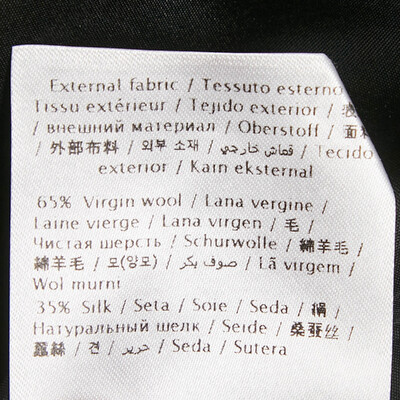 External fabric / Tessuto esterno
Tissu extérieur / Tejido exterior / 表
/ внешний материал / Oberstoff / 面料
/ 外部布料 / 외부 소재 / قماش خارجي / Tecido
exterior / Kain eksternal
65% Virgin wool / Lana vergine /
Laine vierge / Lana virgen / 毛 /
Чистая шерсть / Schurwolle / 綿羊毛 /
綿羊毛 / 모(양모) / صوف بكر / Lã virgem /
Wol murni
35% Silk / Seta / Soie / Seda / 絹 /
Натуральный шелк / Seide / 桑蚕丝 /
蠶絲 / 견 / حرير / Seda / Sutera